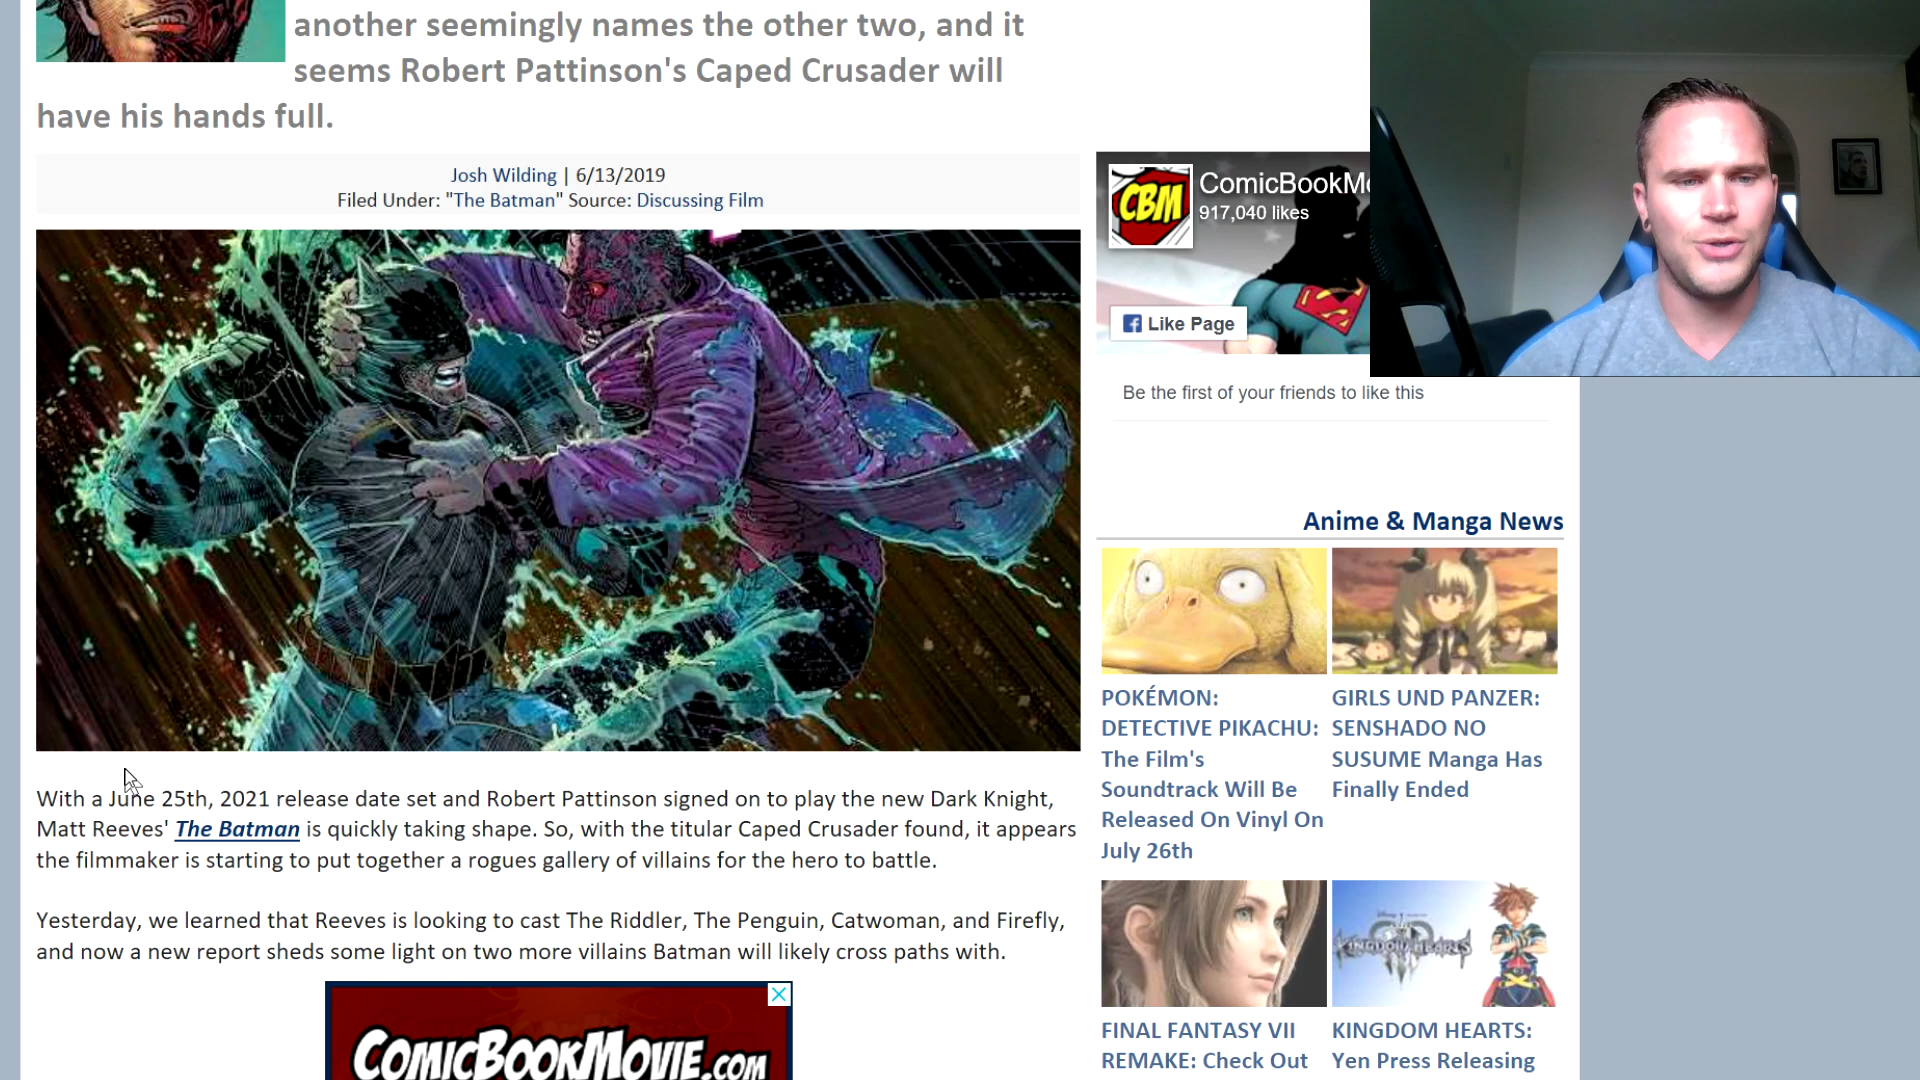 another seemingly names the other two, and it
seems Robert Pattinson's Caped Crusader will
have his hands full.
Josh Wilding | 6/13/2019
Filed Under: "The Batman" Source: Discussing Film
CBM
ComicBookMo
917,040 likes
Like Page
Be the first of your friends to like this
Anime & Manga News
POKÉMON:
DETECTIVE PIKACHU:
The Film's
Soundtrack Will Be
Released On Vinyl On
July 26th
GIRLS UND PANZER:
SENSHADO NO
SUSUME Manga Has
Finally Ended
With a June 25th, 2021 release date set and Robert Pattinson signed on to play the new Dark Knight,
Matt Reeves' The Batman is quickly taking shape. So, with the titular Caped Crusader found, it appears
the filmmaker is starting to put together a rogues gallery of villains for the hero to battle.
Yesterday, we learned that Reeves is looking to cast The Riddler, The Penguin, Catwoman, and Firefly,
and now a new report sheds some light on two more villains Batman will likely cross paths with.
COMICBOOKMOVIE.COM
KINGDOM HEARTS
FINAL FANTASY VII
REMAKE: Check Out
KINGDOM HEARTS:
Yen Press Releasing